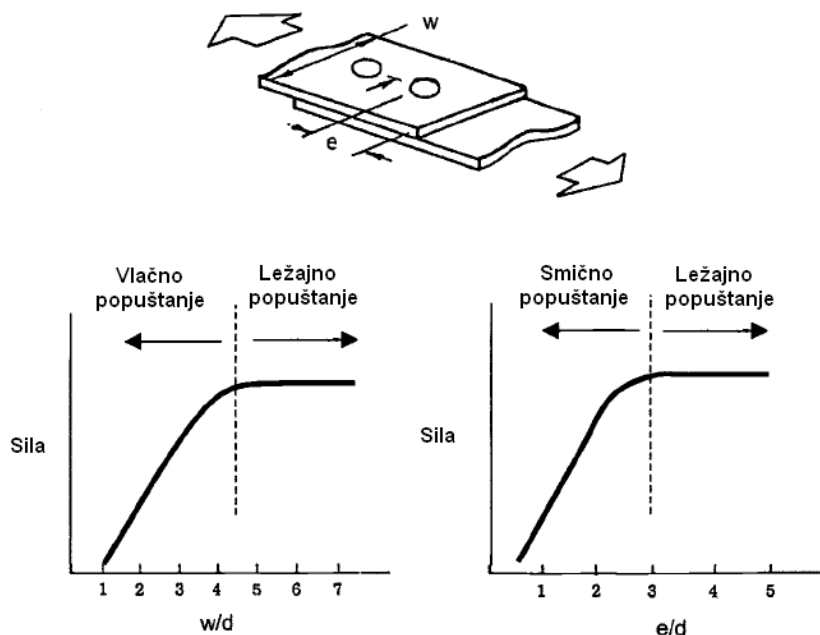 w
e
Vlačno
popuštanje
Ležajno
popuštanje
Sila
1 2 3 4 5 6 7
w/d
Smično
popuštanje
Ležajno
popuštanje
Sila
1 2 3 4 5
e/d